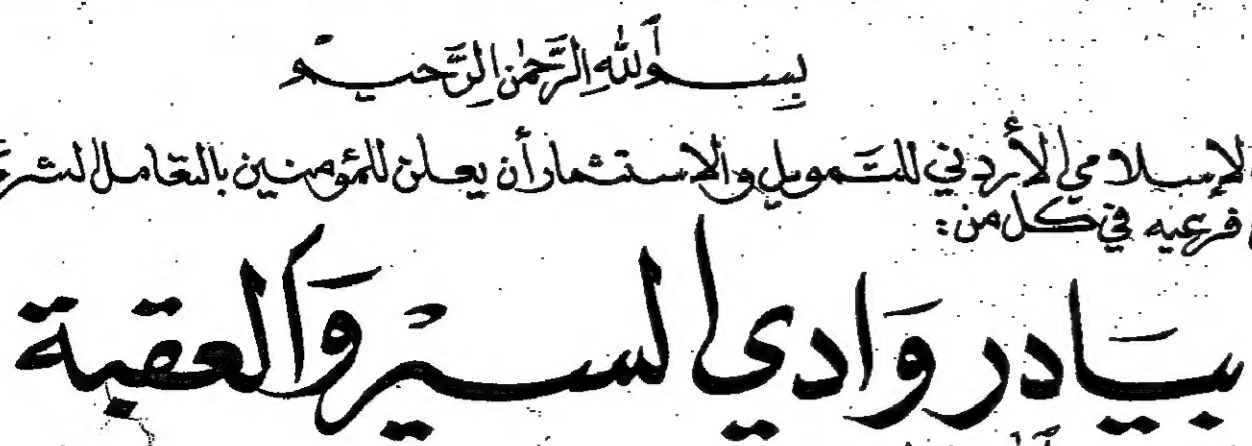 بسم الله الرحمن الرحيم
الإسلامي الأردني للتمويل والاستثمار أن يعلن للمؤمنين بالتعامل
فرعيه في كل من:
بيادر وادي السير والعقبة